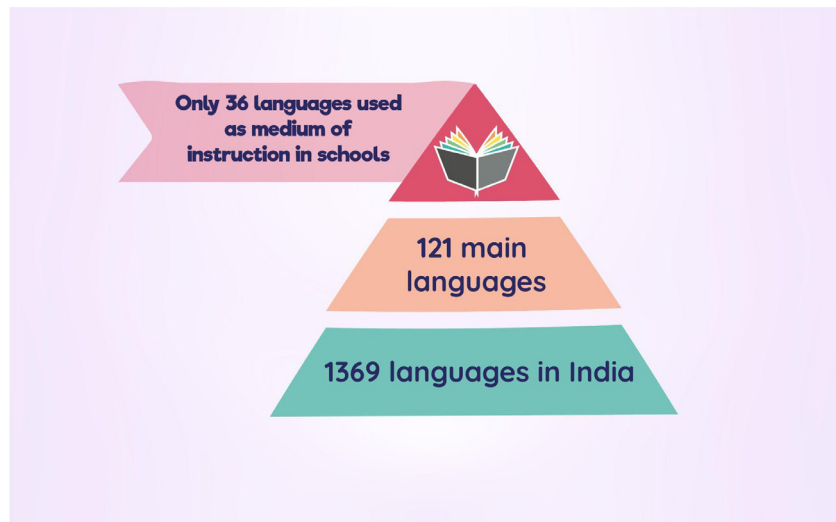 Only 36 languages used
as medium of
instruction in schools
121 main
languages
1369 languages in India